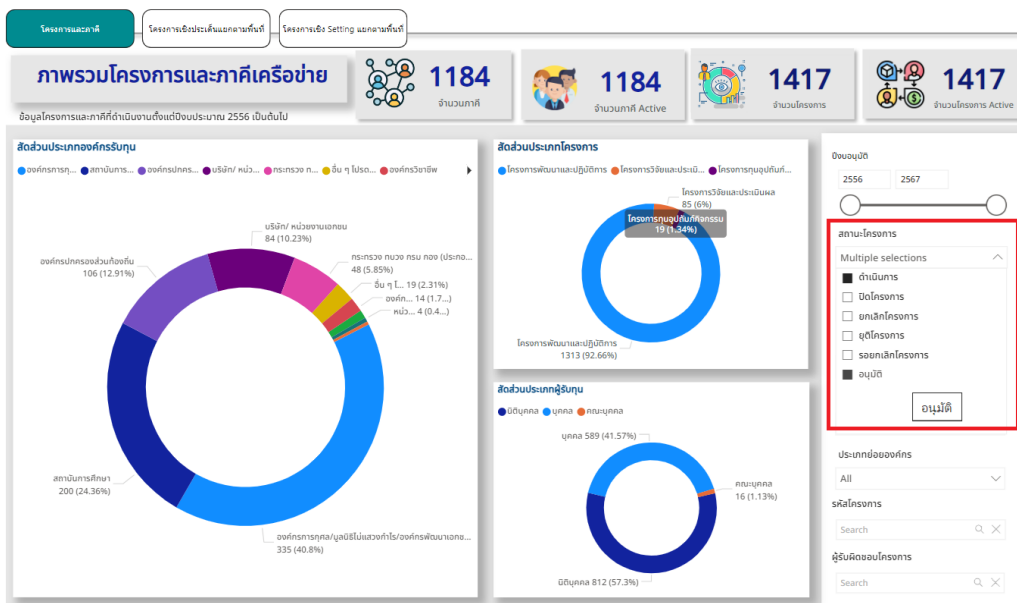 โครงการและภาคี
โครงการเชิงประเด็นแยกตามพื้นที่
โครงการเชิง Setting แยกตามพื้นที่
ภาพรวมโครงการและภาคีเครือข่าย
ข้อมูลโครงการและภาคีที่ดำเนินงานตั้งแต่ปีงบประมาณ 2556 เป็นต้นไป
1184
จำนวนภาคี
1184
จำนวนภาคี Active
1417
จำนวนโครงการ
1417
จำนวนโครงการ Active
สัดส่วนประเภทองค์กรรับทุน
องค์กรการกุ... สถาบันการ... องค์กรปกคร... บริษัท/ หน่ว... กระทรวง ท... อื่น ๆ โปรด... องค์กรวิชาชีพ
บริษัท/ หน่วยงานเอกชน
84 (10.23%)
กระทรวง ทบวง กรม กอง (ประกอ...
48 (5.85%)
อื่น ๆ โ... 19 (2.31%)
องค์ก... 14 (1.7...)
หน่ว... 4 (0.4...)
องค์กรปกครองส่วนท้องถิ่น
106 (12.91%)
สถาบันการศึกษา
200 (24.36%)
องค์กรการกุศล/มูลนิธิไม่แสวงกำไร/องค์กรพัฒนาเอกช...
335 (40.8%)
สัดส่วนประเภทโครงการ
โครงการพัฒนาและปฏิบัติการ โครงการวิจัยและประเมิ... โครงการทุนอุปถัมภ์...
โครงการวิจัยและประเมินผล
85 (6%)
โครงการทุนอุปถัมภ์กิจกรรม
19 (1.34%)
โครงการพัฒนาและปฏิบัติการ
1313 (92.66%)
สัดส่วนประเภทผู้รับทุน
นิติบุคคล บุคคล คณะบุคคล
บุคคล 589 (41.57%)
คณะบุคคล
16 (1.13%)
นิติบุคคล 812 (57.3%)
ปีงบอนุมัติ
2556 2567
สถานะโครงการ
Multiple selections
ดำเนินการ
ปิดโครงการ
ยกเลิกโครงการ
ยุติโครงการ
รอยกเลิกโครงการ
อนุมัติ
อนุมัติ
ประเภทย่อยองค์กร
All
รหัสโครงการ
Search
ผู้รับผิดชอบโครงการ
Search